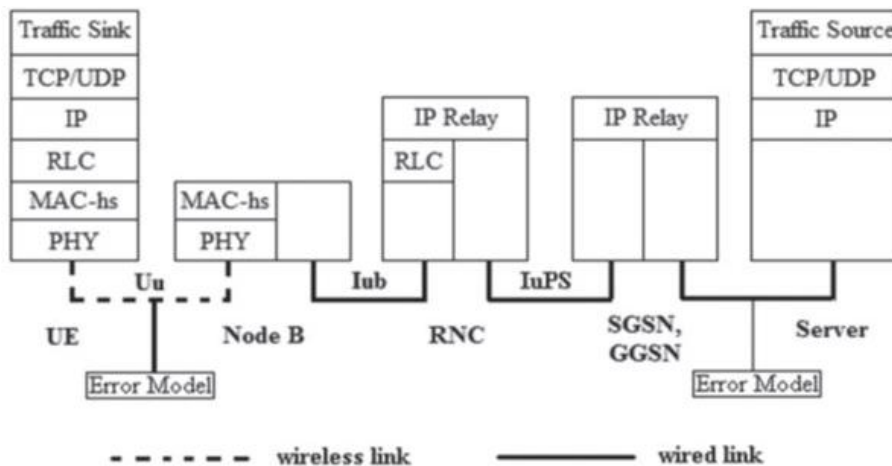 Traffic Sink
TCP/UDP
IP
RLC
MAC-hs
PHY
MAC-hs
PHY
IP Relay
RLC
IP Relay
Traffic Source
TCP/UDP
IP
Uu
Iub
IuPS
UE
Node B
RNC
SGSN,
GGSN
Server
Error Model
Error Model
wireless link
wired link